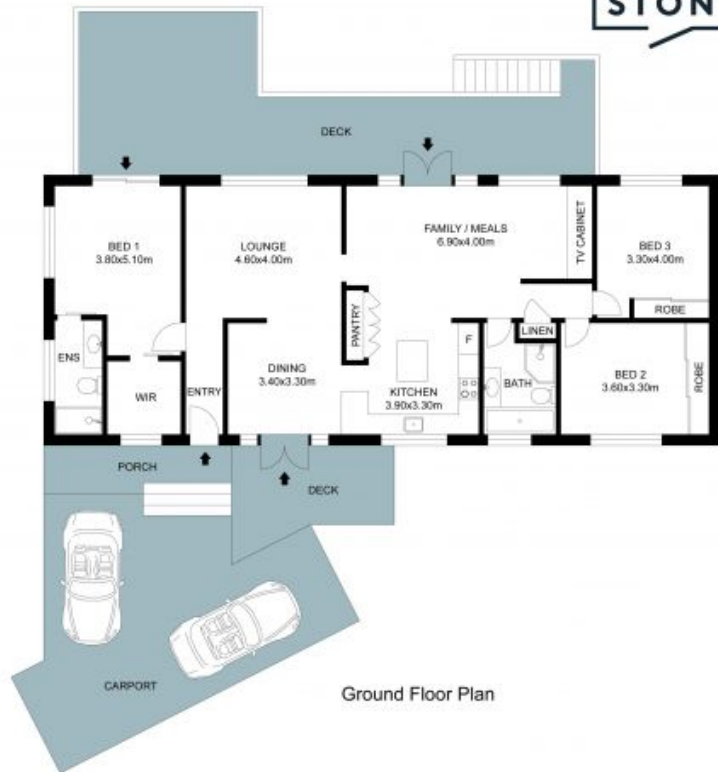 STON
DECK
BED 1
3.80x5.10m
LOUNGE
4.60x4.00m
FAMILY / MEALS
6.90x4.00m
TV CABINET
BED 3
3.30x4.00m
ROBE
ENS
WIR
ENTRY
DINING
3.40x3.30m
PANTRY
KITCHEN
3.90x3.30m
F
LINEN
BATH
BED 2
3.60x3.30m
ROBE
PORCH
DECK
CARPORT
Ground Floor Plan